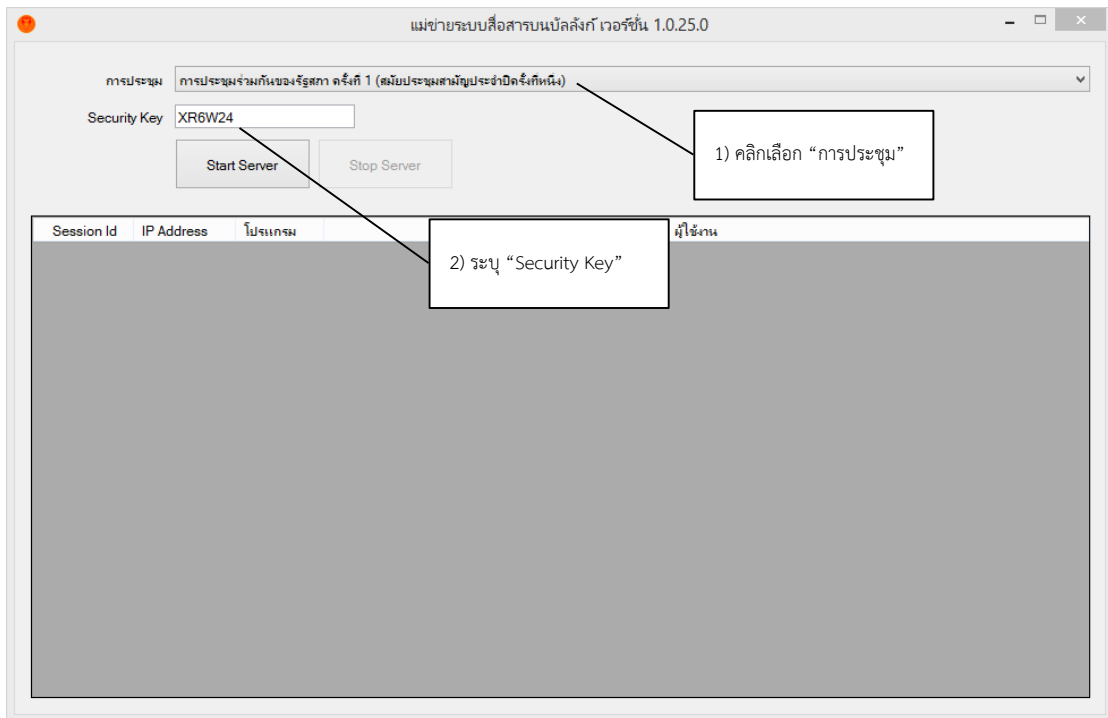 แม่ข่ายระบบสื่อสารบนบัลลังก์ เวอร์ชั่น 1.0.25.0
การประชุม การประชุมร่วมกันของรัฐสภา ครั้งที่ 1 (สมัยประชุมสามัญประจำปีครั้งที่หนึ่ง)
Security Key XR6W24
1) คลิกเลือก “การประชุม”
Start Server Stop Server
Session Id IP Address โปรแกรม ผู้ใช้งาน
2) ระบุ “Security Key”